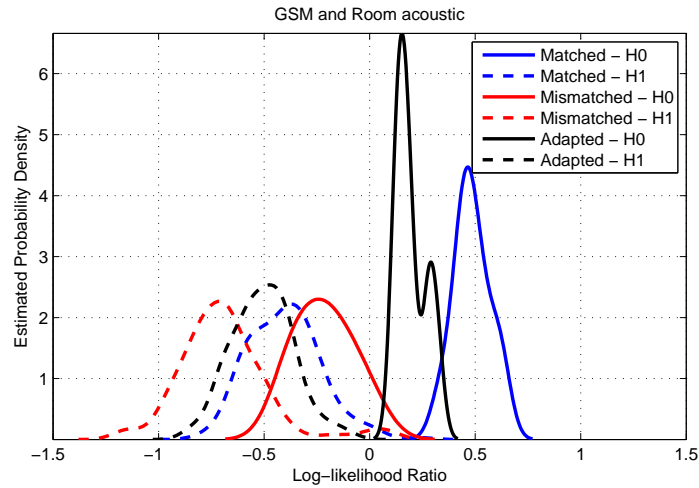 GSM and Room acoustic
Estimated Probability Density
6
5
4
3
2
1
Matched − H0
Matched − H1
Mismatched − H0
Mismatched − H1
Adapted − H0
Adapted − H1
−1.5 −1 −0.5 0 0.5 1 1.5
Log−likelihood Ratio